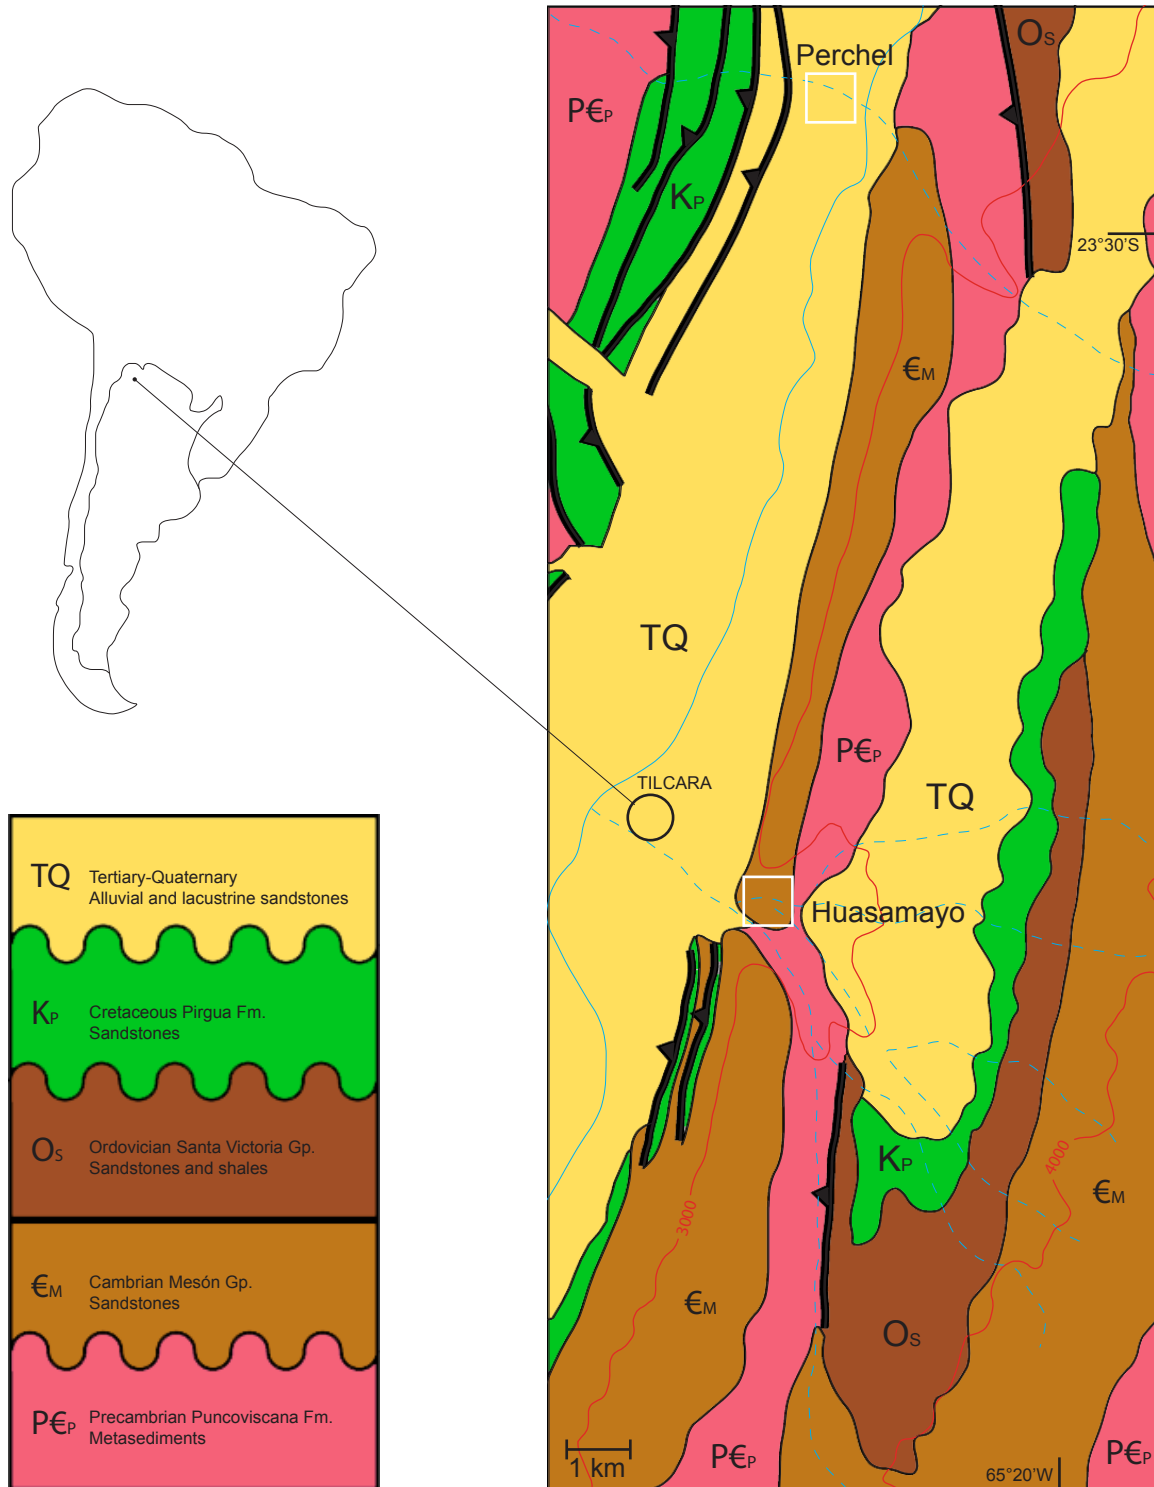 Perchel
OS
P€P
KP
23°30'S
€M
TQ
P€P
TILCARA
TQ
Huasamayo
KP
4000
€M
3000
€M
OS
P€P
P€P
1 km
65°20'W
TQ
Tertiary-Quaternary
Alluvial and lacustrine sandstones
KP
Cretaceous Pirgua Fm.
Sandstones
OS
Ordovician Santa Victoria Gp.
Sandstones and shales
€M
Cambrian Mesón Gp.
Sandstones
P€P
Precambrian Puncoviscana Fm.
Metasediments